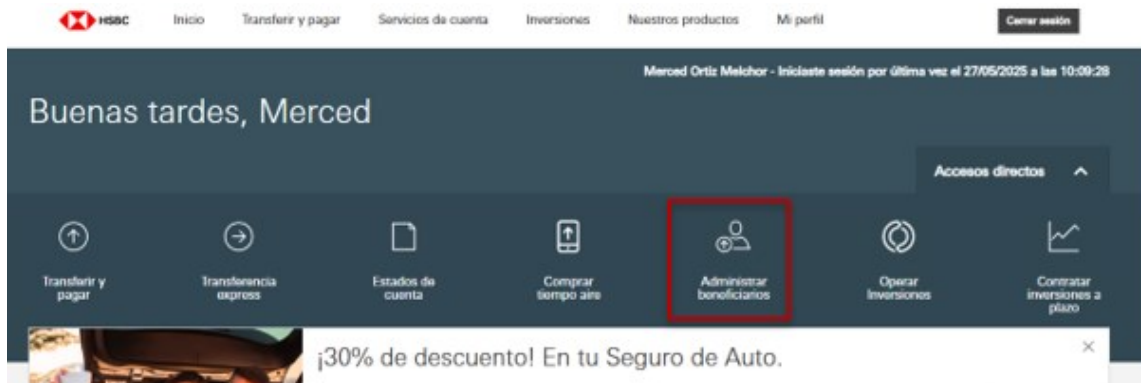 HSBC Inicio Transferir y pagar Servicios de cuenta Inversiones Nuestros productos Mi perfil Cerrar sesión
Merced Ortiz Melchor - Iniciaste sesión por última vez el 27/05/2025 a las 10:09:28
Buenas tardes, Merced
Accesos directos
Transferir y
pagar
Transferencia
express
Estados de
cuenta
Comprar
tiempo aire
Administrar
beneficiarios
Operar
Inversiones
Contratar
inversiones a
plazo
¡30% de descuento! En tu Seguro de Auto.